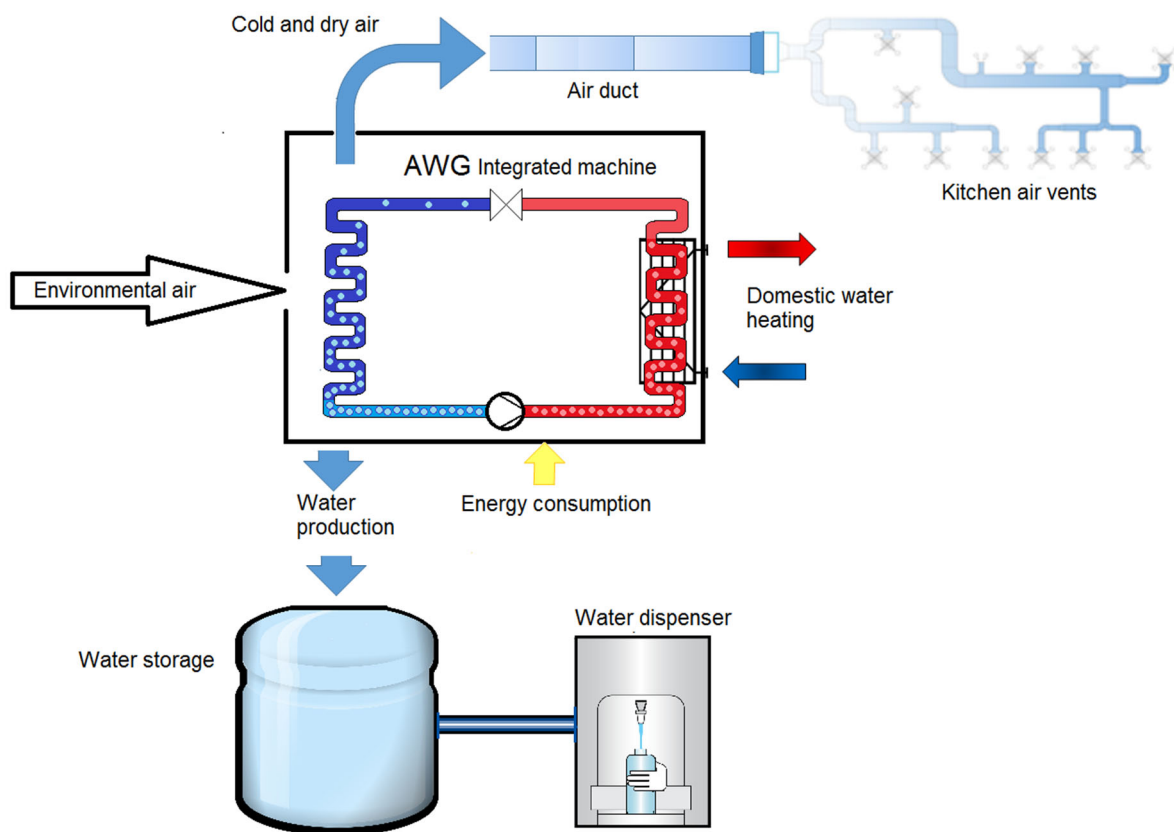 Cold and dry air
Air duct
Kitchen air vents
AWG Integrated machine
Environmental air
Domestic water
heating
Water
production
Energy consumption
Water dispenser
Water storage